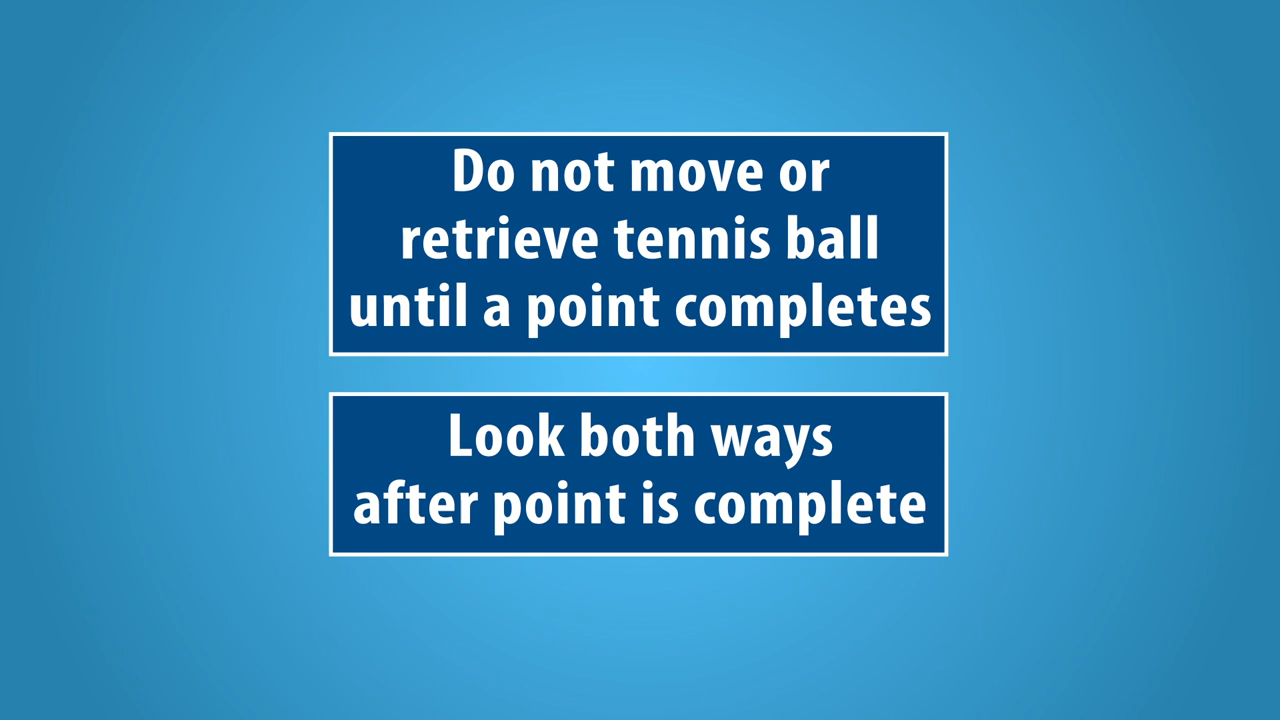 Do not move or
retrieve tennis ball
until a point completes
Look both ways
after point is complete